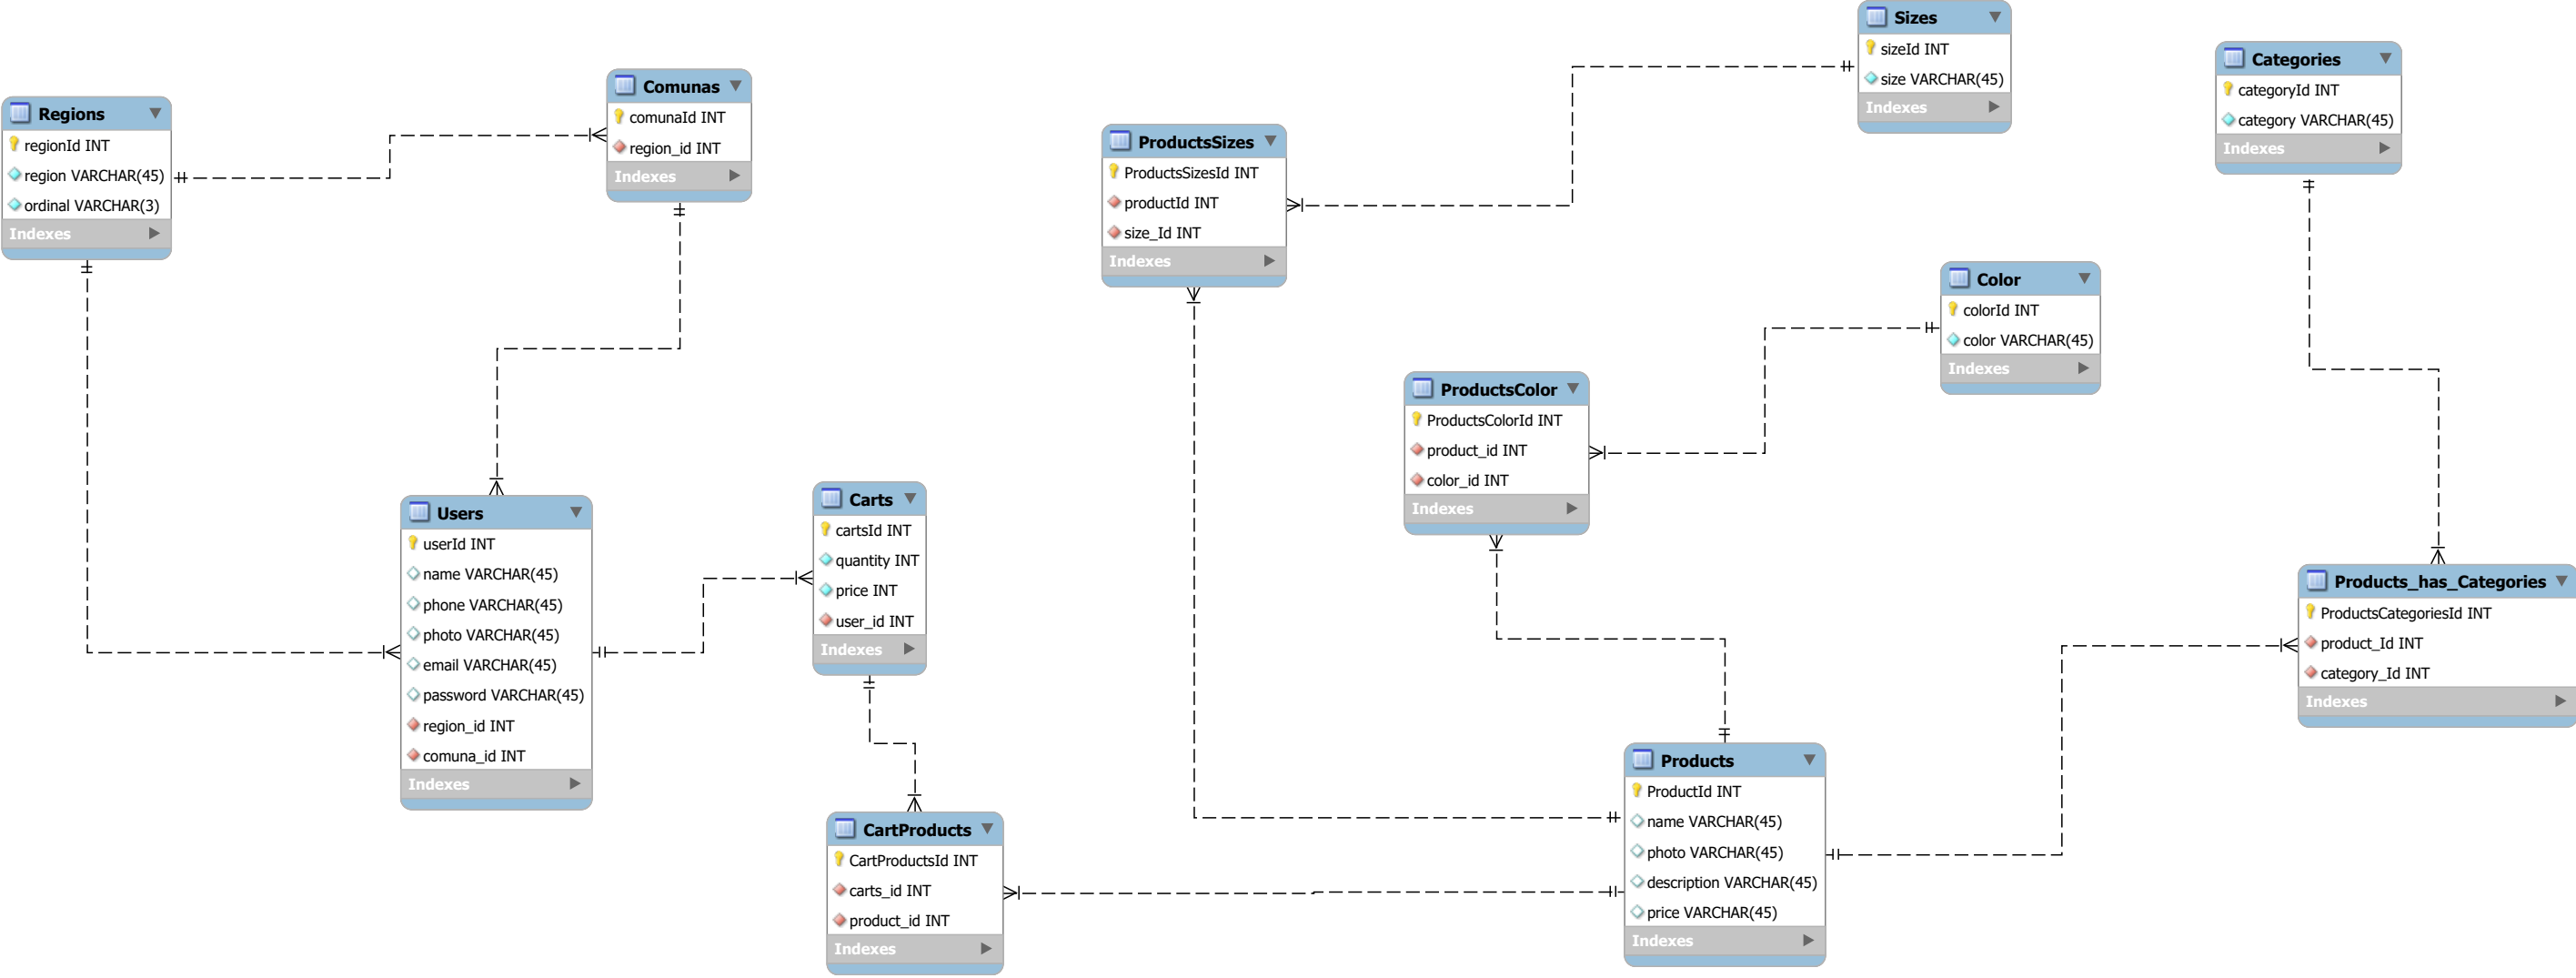 Regions
regionId INT
region VARCHAR(45)
ordinal VARCHAR(3)
Indexes
Comunas
comunaId INT
region_id INT
Indexes
Users
userId INT
name VARCHAR(45)
phone VARCHAR(45)
photo VARCHAR(45)
email VARCHAR(45)
password VARCHAR(45)
region_id INT
comuna_id INT
Indexes
Carts
cartsId INT
quantity INT
price INT
user_id INT
Indexes
CartProducts
CartProductsId INT
carts_id INT
product_id INT
Indexes
ProductsSizes
ProductsSizesId INT
productId INT
size_Id INT
Indexes
Sizes
sizeId INT
size VARCHAR(45)
Indexes
ProductsColor
ProductsColorId INT
product_id INT
color_id INT
Indexes
Color
colorId INT
color VARCHAR(45)
Indexes
Products
ProductId INT
name VARCHAR(45)
photo VARCHAR(45)
description VARCHAR(45)
price VARCHAR(45)
Indexes
Categories
categoryId INT
category VARCHAR(45)
Indexes
Products_has_Categories
ProductsCategoriesId INT
product_Id INT
category_Id INT
Indexes